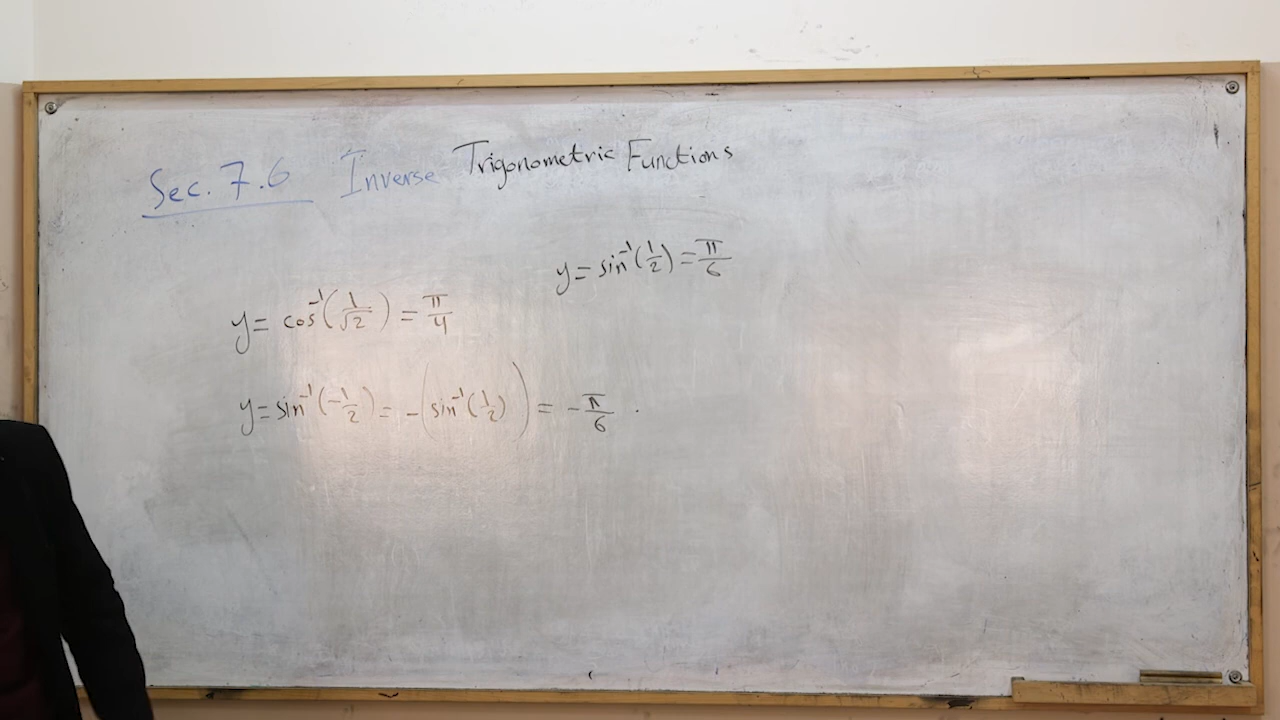 Sec. 7.6 Inverse Trigonometric Functions
y = sin⁻¹(1/2) = π/6
y = cos⁻¹(1/√2) = π/4
y = sin⁻¹(-1/2) = -(sin⁻¹(1/2)) = -π/6.